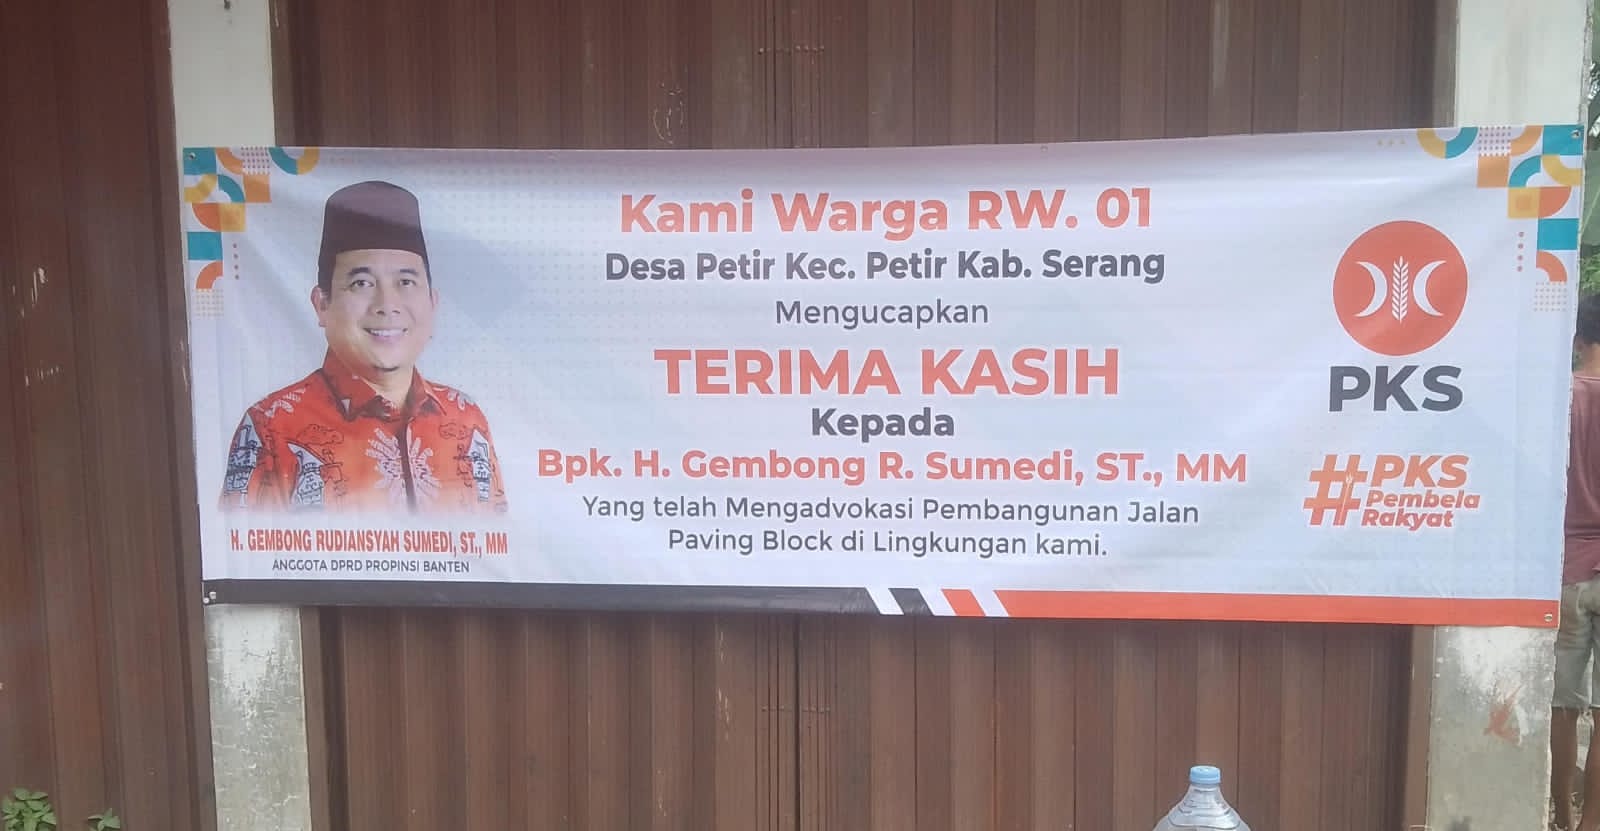 Kami Warga RW. 01
Desa Petir Kec. Petir Kab. Serang
Mengucapkan
TERIMA KASIH
Kepada
Bpk. H. Gembong R. Sumedi, ST., MM
Yang telah Mengadvokasi Pembangunan Jalan
Paving Block di Lingkungan kami.
H. GEMBONG RUDIANSYAH SUMEDI, ST., MM
ANGGOTA DPRD PROPINSI BANTEN
PKS
#PKS
Pembela
Rakyat